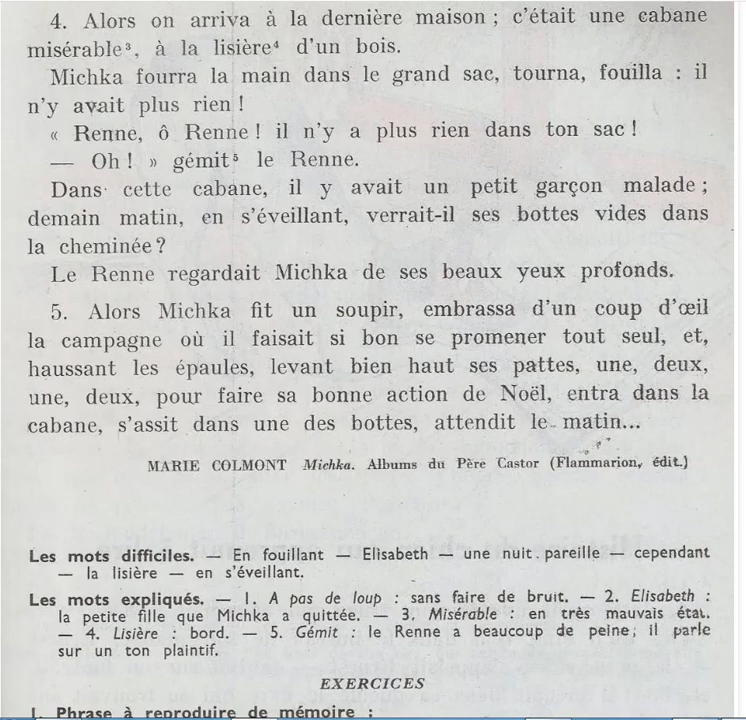 4. Alors on arriva à la dernière maison ; c'était une cabane
misérable³, à la lisière⁴ d'un bois.
Michka fourra la main dans le grand sac, tourna, fouilla : il
n'y avait plus rien !
« Renne, ô Renne ! il n'y a plus rien dans ton sac !
— Oh ! » gémit⁵ le Renne.
Dans cette cabane, il y avait un petit garçon malade ;
demain matin, en s'éveillant, verrait-il ses bottes vides dans
la cheminée ?
Le Renne regardait Michka de ses beaux yeux profonds.
5. Alors Michka fit un soupir, embrassa d'un coup d'œil
la campagne où il faisait si bon se promener tout seul, et,
haussant les épaules, levant bien haut ses pattes, une, deux,
une, deux, pour faire sa bonne action de Noël, entra dans la
cabane, s'assit dans une des bottes, attendit le matin...
MARIE COLMONT Michka. Albums du Père Castor (Flammarion, édit.)
Les mots difficiles. — En fouillant — Elisabeth — une nuit pareille — cependant
— la lisière — en s'éveillant.
Les mots expliqués. — 1. A pas de loup : sans faire de bruit. — 2. Elisabeth :
la petite fille que Michka a quittée. — 3. Misérable : en très mauvais état.
— 4. Lisière : bord. — 5. Gémit : le Renne a beaucoup de peine; il parle
sur un ton plaintif.
EXERCICES
I. Phrase à reproduire de mémoire :